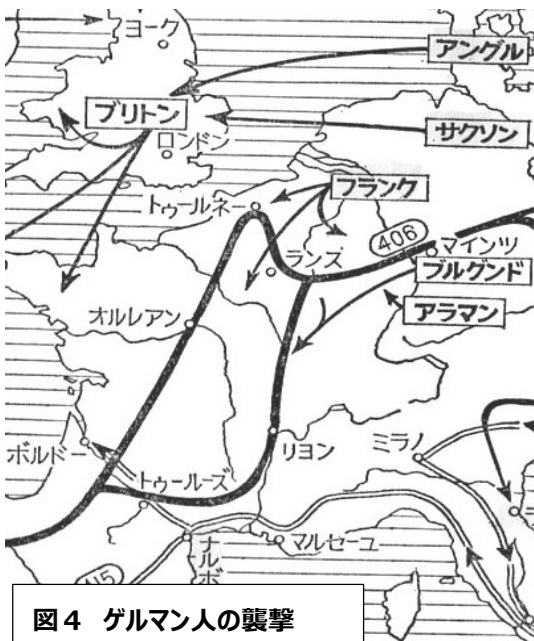 ヨーク
アングル
ブリトン
サクソン
ロンドン
フランク
トゥールネー
406
マインツ
ランズ
ブルグンド
アラマン
オルレアン
リヨン
ミラノ
ボルドー
トゥールーズ
マルセーユ
ナルボ
415
図4 ゲルマン人の襲撃